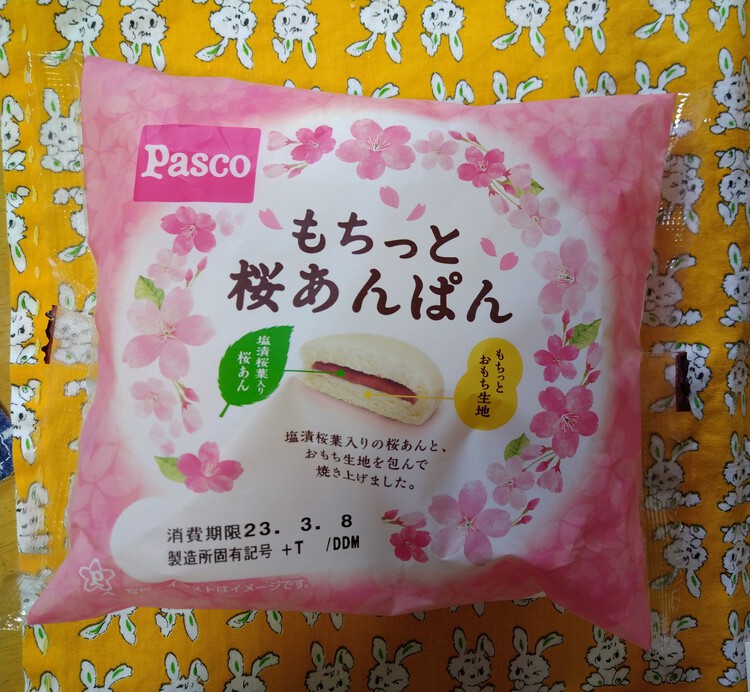 Pasco
もちっと
桜あんぱん
塩漬桜葉入り
桜あん
もちっと
おもち生地
塩漬桜葉入りの桜あんと、
おもち生地を包んで
焼き上げました。
消費期限23. 3. 8
製造所固有記号 +T /DDM
イラストはイメージです。